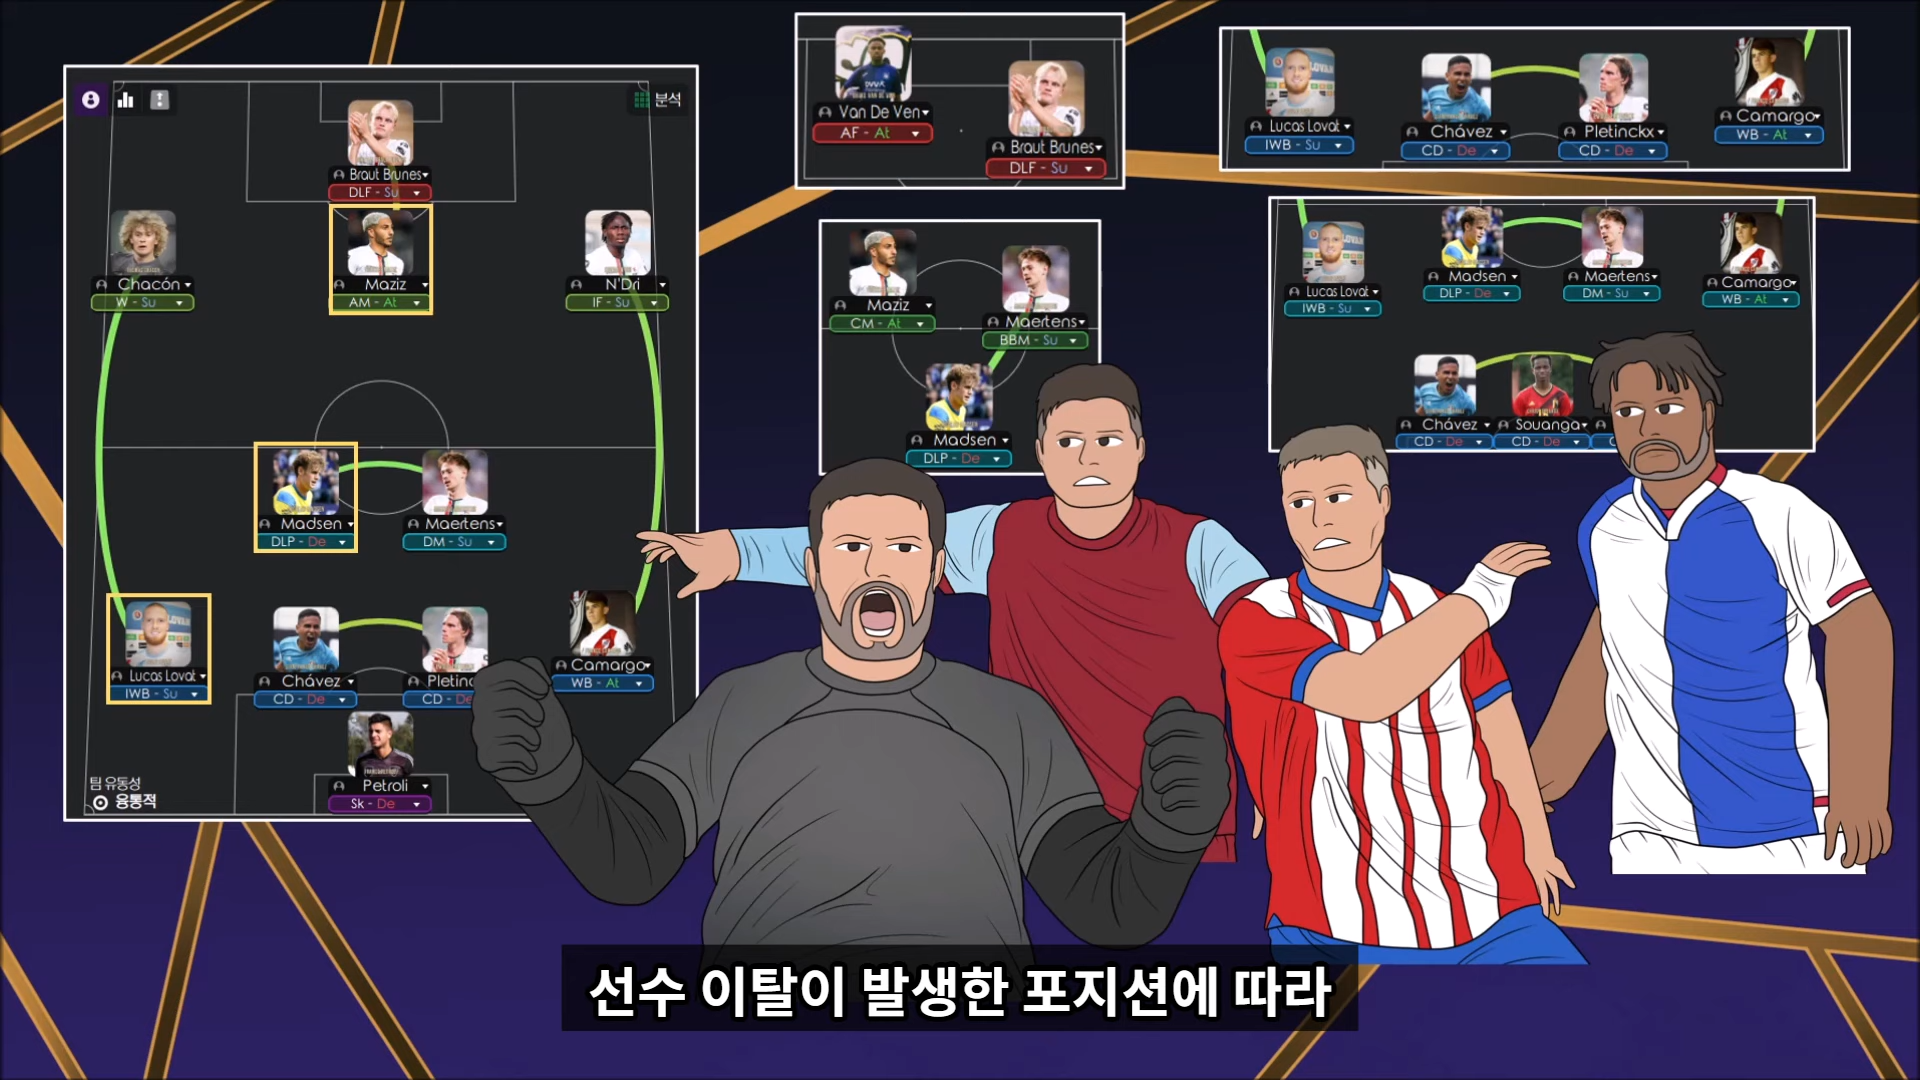 분석
Braut Brunes
DLF - Su
Chacón
W - Su
Maziz
AM - At
N'Dri
IF - Su
Madsen
DLP - De
Maertens
DM - Su
Lucas Lovat
IWB - Su
Chávez
CD - De
Pletinc
CD - De
Camargo
WB - At
Petroli
Sk - De
팀 유동성
융통적
Van De Ven
AF - At
Braut Brunes
DLF - Su
Maziz
CM - At
Maertens
BBM - Su
Madsen
DLP - De
Lucas Lovat
IWB - Su
Chávez
CD - De
Pletinckx
CD - De
Camargo
WB - At
Lucas Lovat
IWB - Su
Madsen
DLP - De
Maertens
DM - Su
Camargo
WB - At
Chávez
CD - De
Souanga
CD - De
선수 이탈이 발생한 포지션에 따라